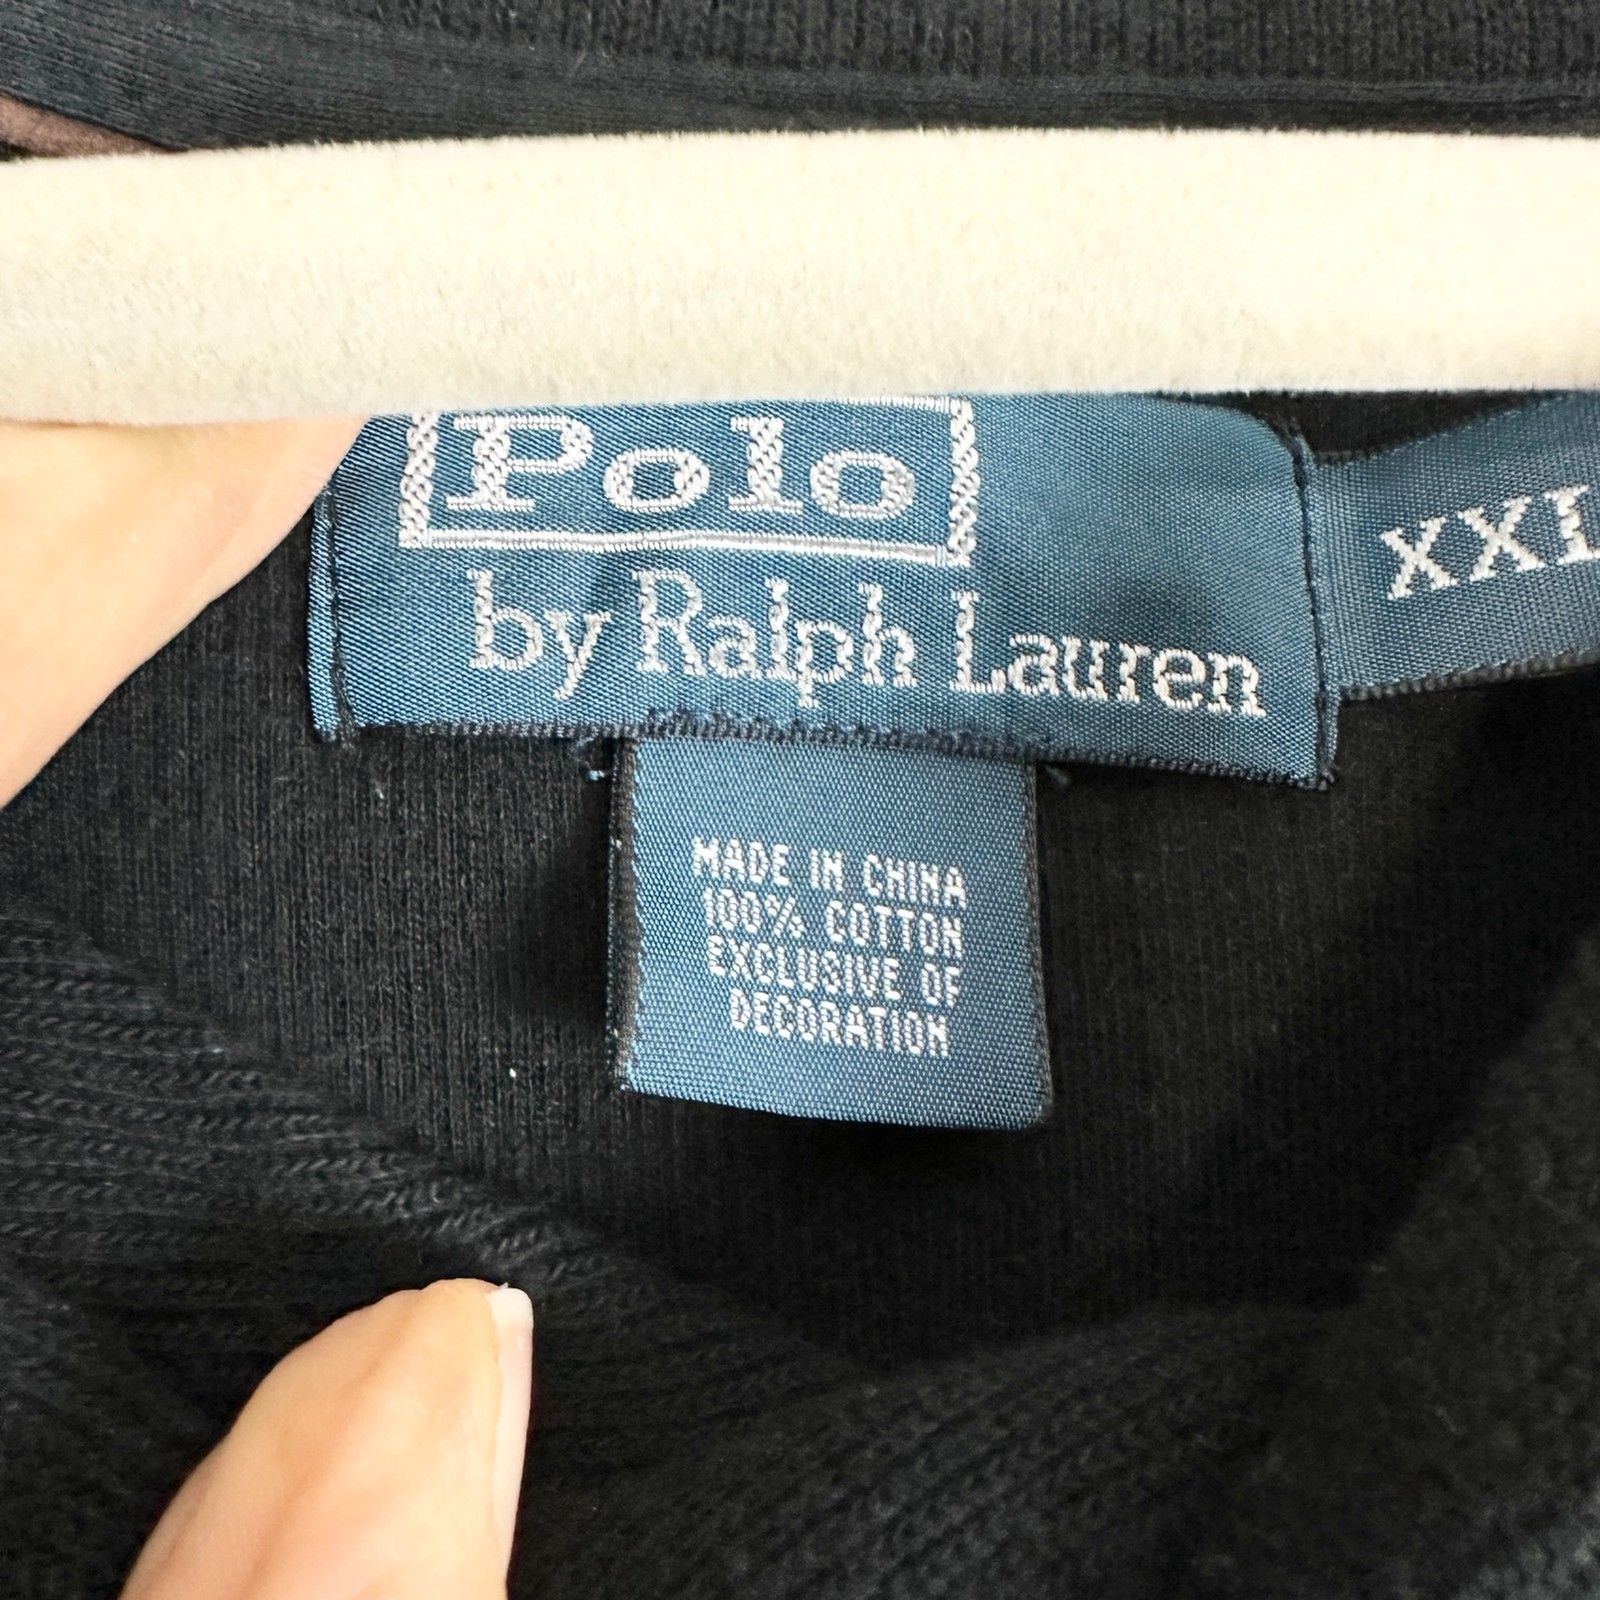 Polo
by Ralph Lauren
XXL
MADE IN CHINA
100% COTTON
EXCLUSIVE OF
DECORATION